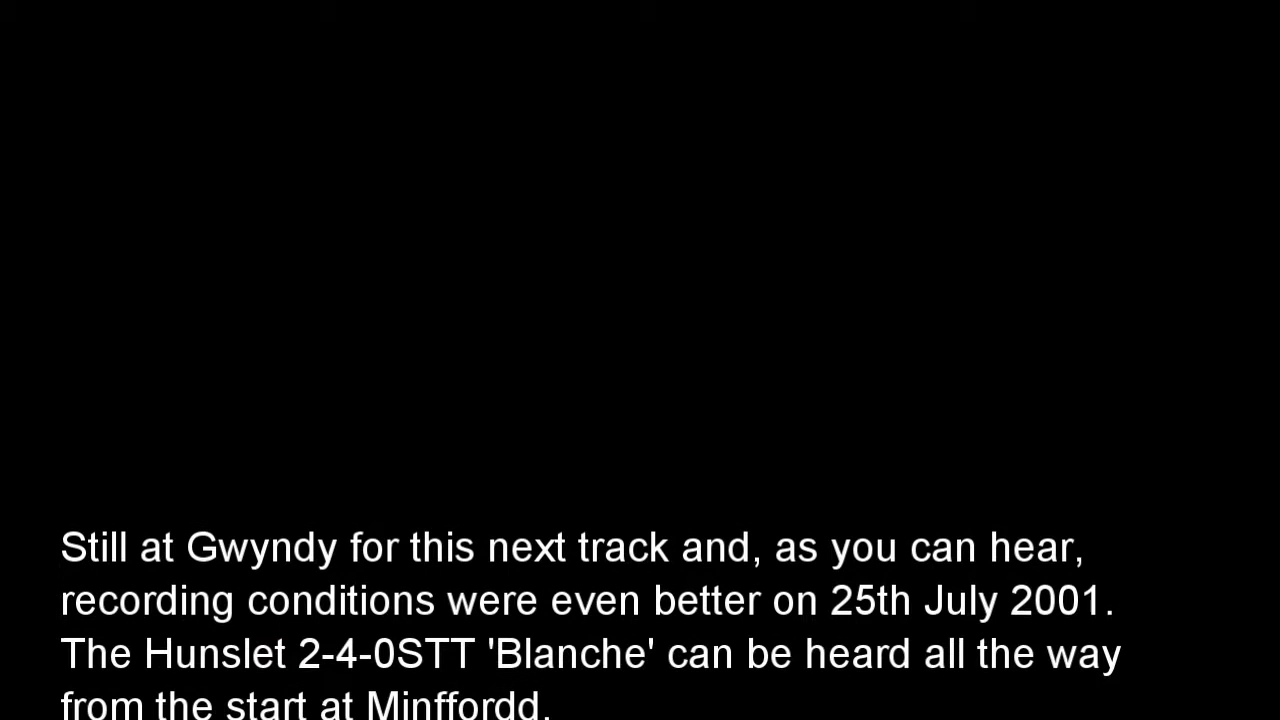 Still at Gwyndy for this next track and, as you can hear,
recording conditions were even better on 25th July 2001.
The Hunslet 2-4-0STT 'Blanche' can be heard all the way
from the start at Minffordd.